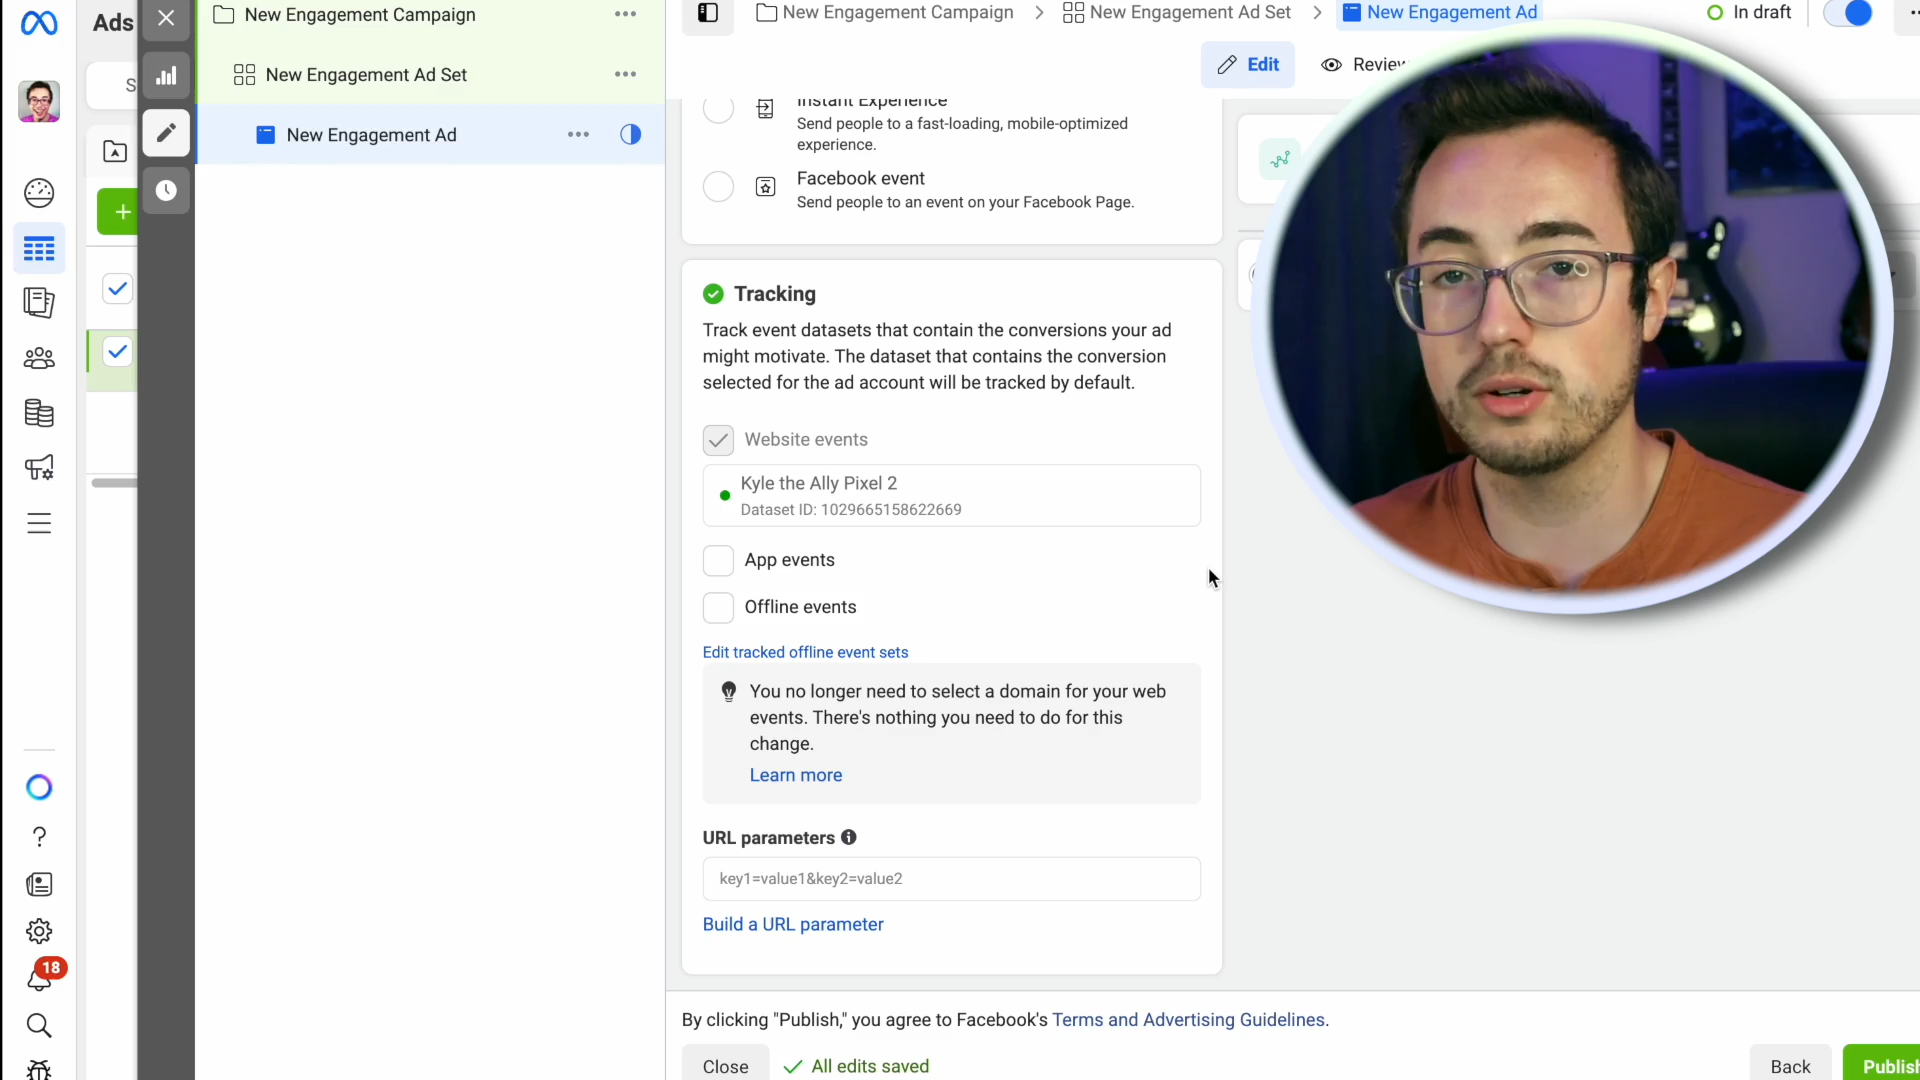 Ads
S
New Engagement Campaign
New Engagement Ad Set
New Engagement Ad
New Engagement Campaign > New Engagement Ad Set > New Engagement Ad
In draft
Edit
Review
Instant Experience
Send people to a fast-loading, mobile-optimized
experience.
Facebook event
Send people to an event on your Facebook Page.
Tracking
Track event datasets that contain the conversions your ad
might motivate. The dataset that contains the conversion
selected for the ad account will be tracked by default.
Website events
Kyle the Ally Pixel 2
Dataset ID: 1029665158622669
App events
Offline events
Edit tracked offline event sets
You no longer need to select a domain for your web
events. There's nothing you need to do for this
change.
Learn more
URL parameters
key1=value1&key2=value2
Build a URL parameter
18
By clicking "Publish," you agree to Facebook's Terms and Advertising Guidelines.
Close
All edits saved
Back
Publish